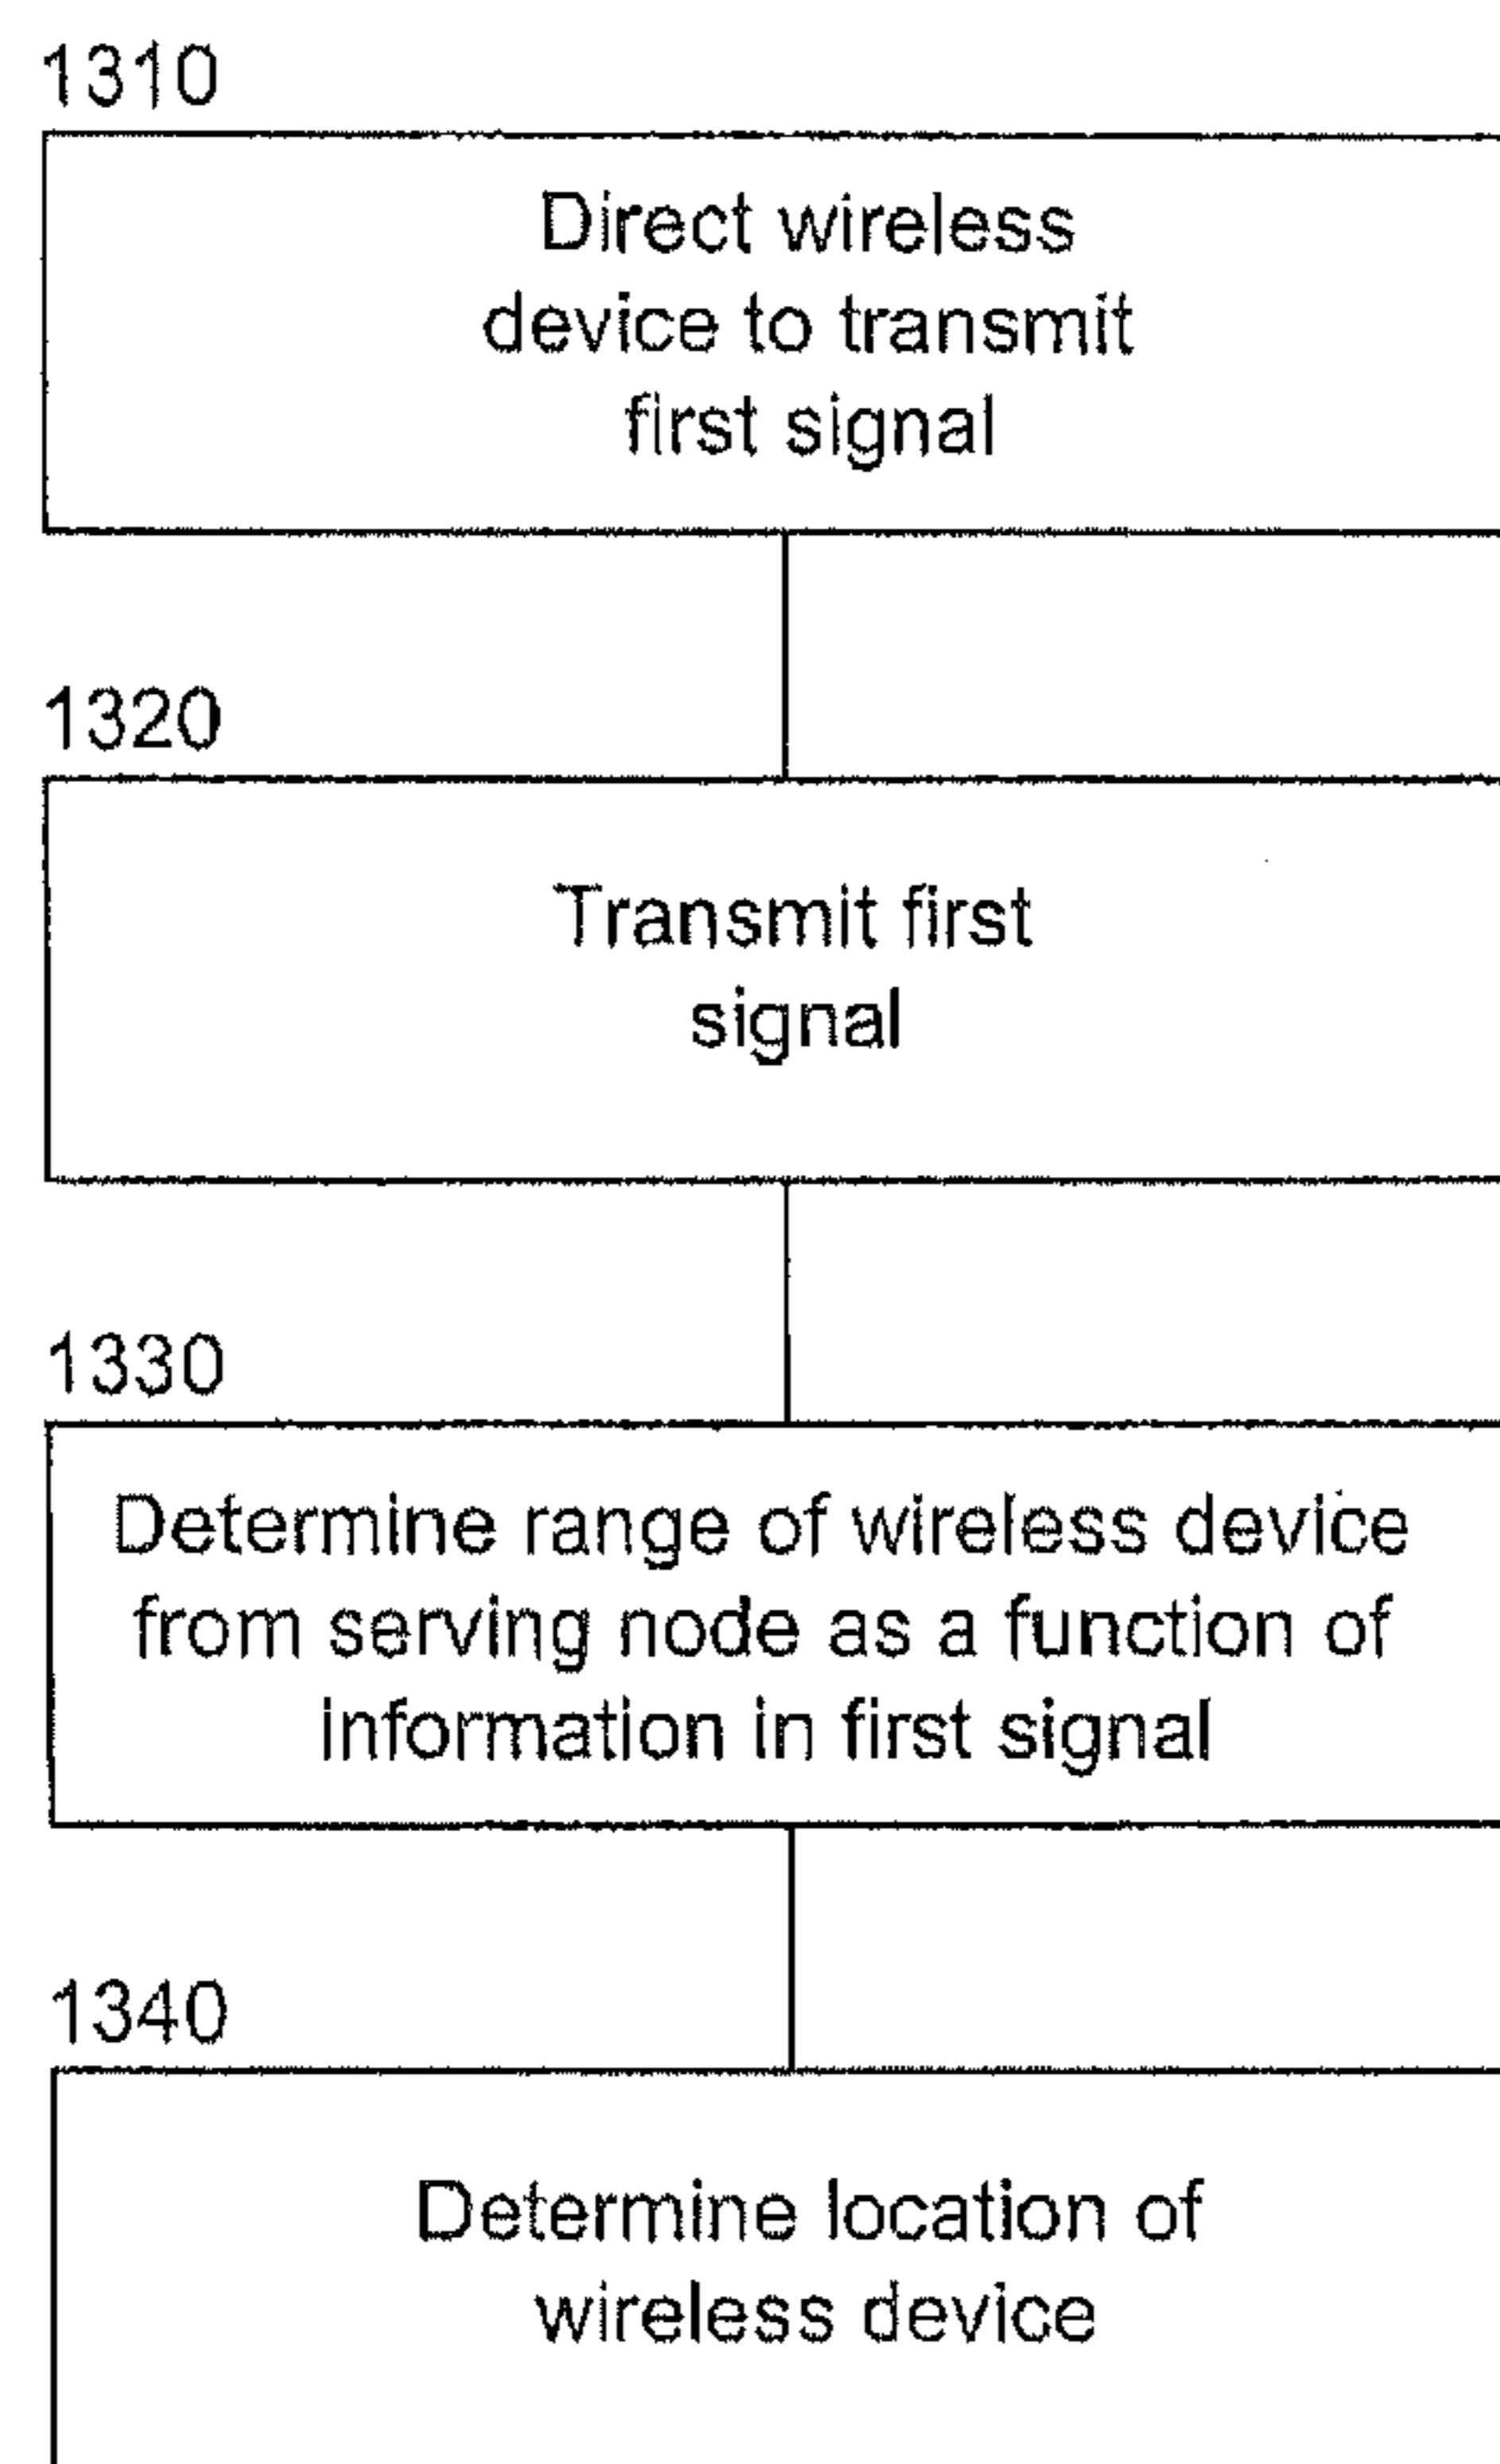 1310
Direct wireless
device to transmit
first signal
1320
Transmit first
signal
1330
Determine range of wireless device
from serving node as a function of
information in first signal
1340
Determine location of
wireless device